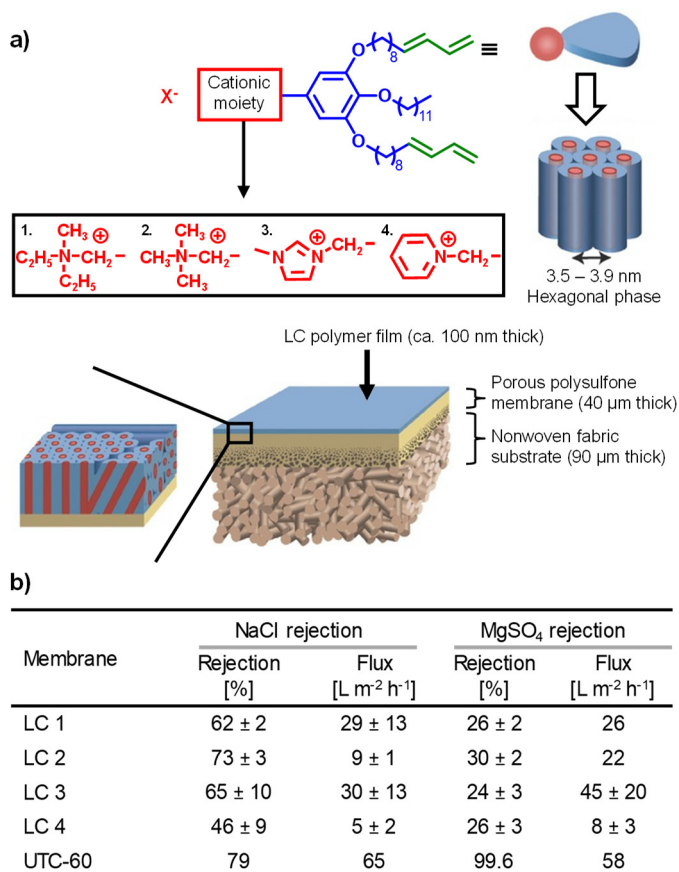 a)
X-
Cationic
moiety
O
8
≡
O
11
O
8
1.
CH3
⊕
C2H5-N-CH2-
C2H5
2.
CH3
⊕
CH3-N-CH2-
CH3
3.
⊕
N
N
CH2-
4.
⊕
N-CH2-
3.5 – 3.9 nm
Hexagonal phase
LC polymer film (ca. 100 nm thick)
Porous polysulfone
membrane (40 µm thick)
Nonwoven fabric
substrate (90 µm thick)
b)
Membrane NaCl rejection MgSO4 rejection
Rejection Flux Rejection Flux
[%] [L m-2 h-1] [%] [L m-2 h-1]
LC 1 62 ± 2 29 ± 13 26 ± 2 26
LC 2 73 ± 3 9 ± 1 30 ± 2 22
LC 3 65 ± 10 30 ± 13 24 ± 3 45 ± 20
LC 4 46 ± 9 5 ± 2 26 ± 3 8 ± 3
UTC-60 79 65 99.6 58